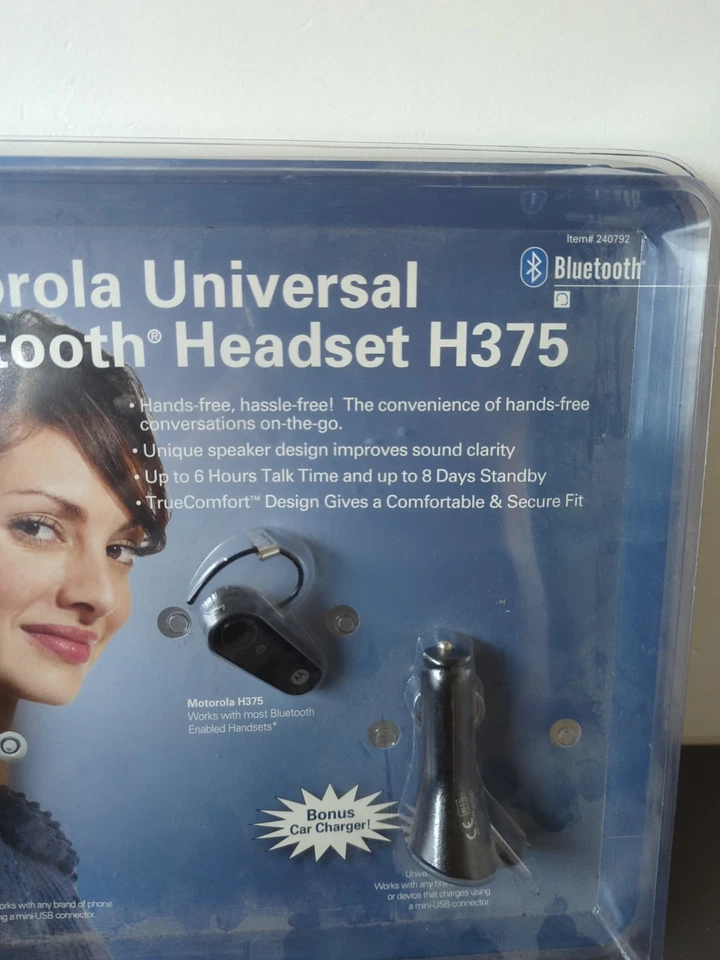 Item# 240792
Bluetooth®
orola Universal
tooth® Headset H375
• Hands-free, hassle-free! The convenience of hands-free
conversations on-the-go.
• Unique speaker design improves sound clarity
• Up to 6 Hours Talk Time and up to 8 Days Standby
• TrueComfort™ Design Gives a Comfortable & Secure Fit
Motorola H375
Works with most Bluetooth
Enabled Handsets*
Bonus
Car Charger!
CE
Works with any
or device that charges using
a mini-USB connector.
orks with any brand of phone
ng a mini-USB connector.